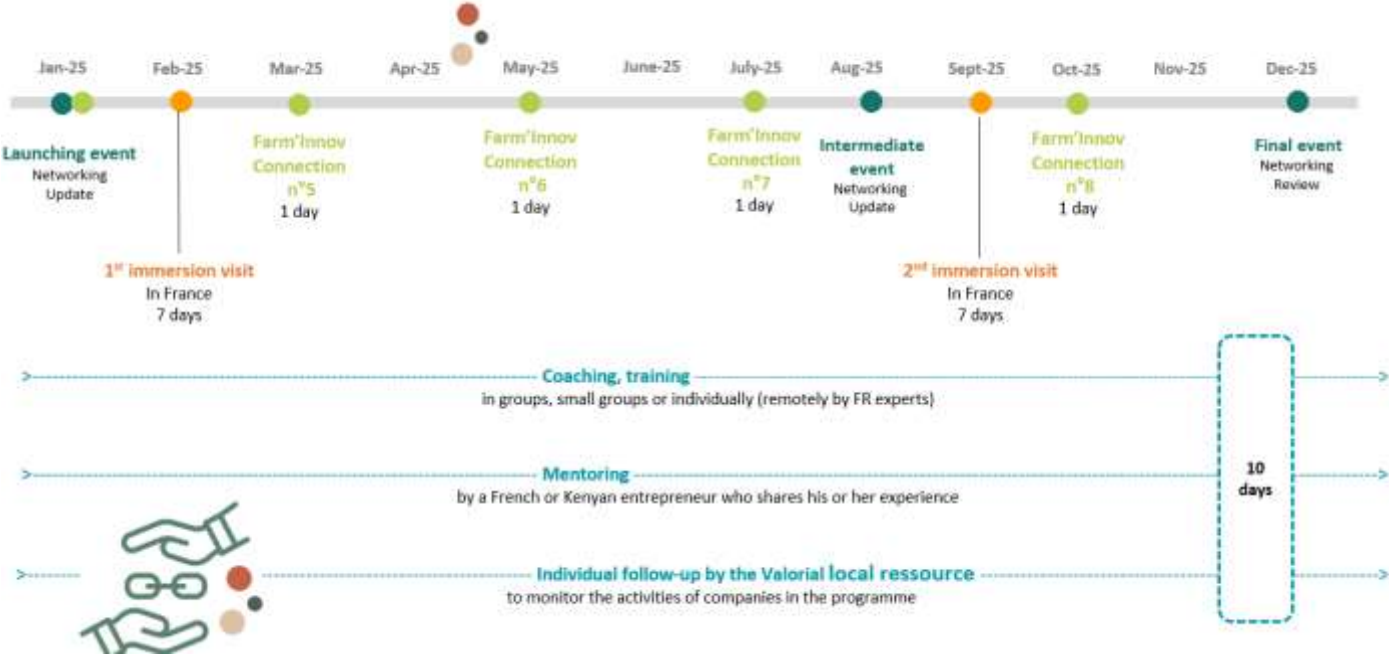 Jan-25 Feb-25 Mar-25 Apr-25 May-25 June-25 July-25 Aug-25 Sept-25 Oct-25 Nov-25 Dec-25
Launching event
Networking
Update
1st immersion visit
In France
7 days
Farm'Innov
Connection
n°5
1 day
Farm'Innov
Connection
n°6
1 day
Farm'Innov
Connection
n°7
1 day
Intermediate
event
Networking
Update
2nd immersion visit
In France
7 days
Farm'Innov
Connection
n°8
1 day
Final event
Networking
Review
Coaching, training
in groups, small groups or individually (remotely by FR experts)
Mentoring
by a French or Kenyan entrepreneur who shares his or her experience
Individual follow-up by the Valorial local ressource
to monitor the activities of companies in the programme
10
days